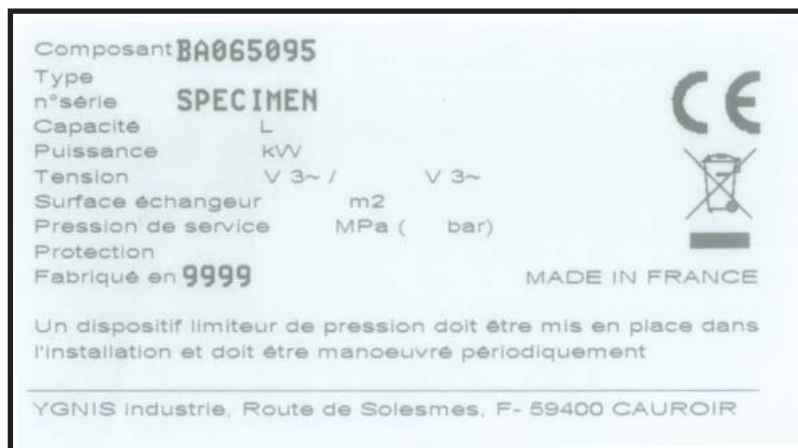 Composant BA065095
Type
n°série SPECIMEN
Capacité L
Puissance kW
Tension V 3~ / V 3~
Surface échangeur m2
Pression de service MPa ( bar)
Protection
Fabriqué en 9999
CE
MADE IN FRANCE
Un dispositif limiteur de pression doit être mis en place dans
l'installation et doit être manoeuvré périodiquement
YGNIS industrie, Route de Solesmes, F- 59400 CAUROIR